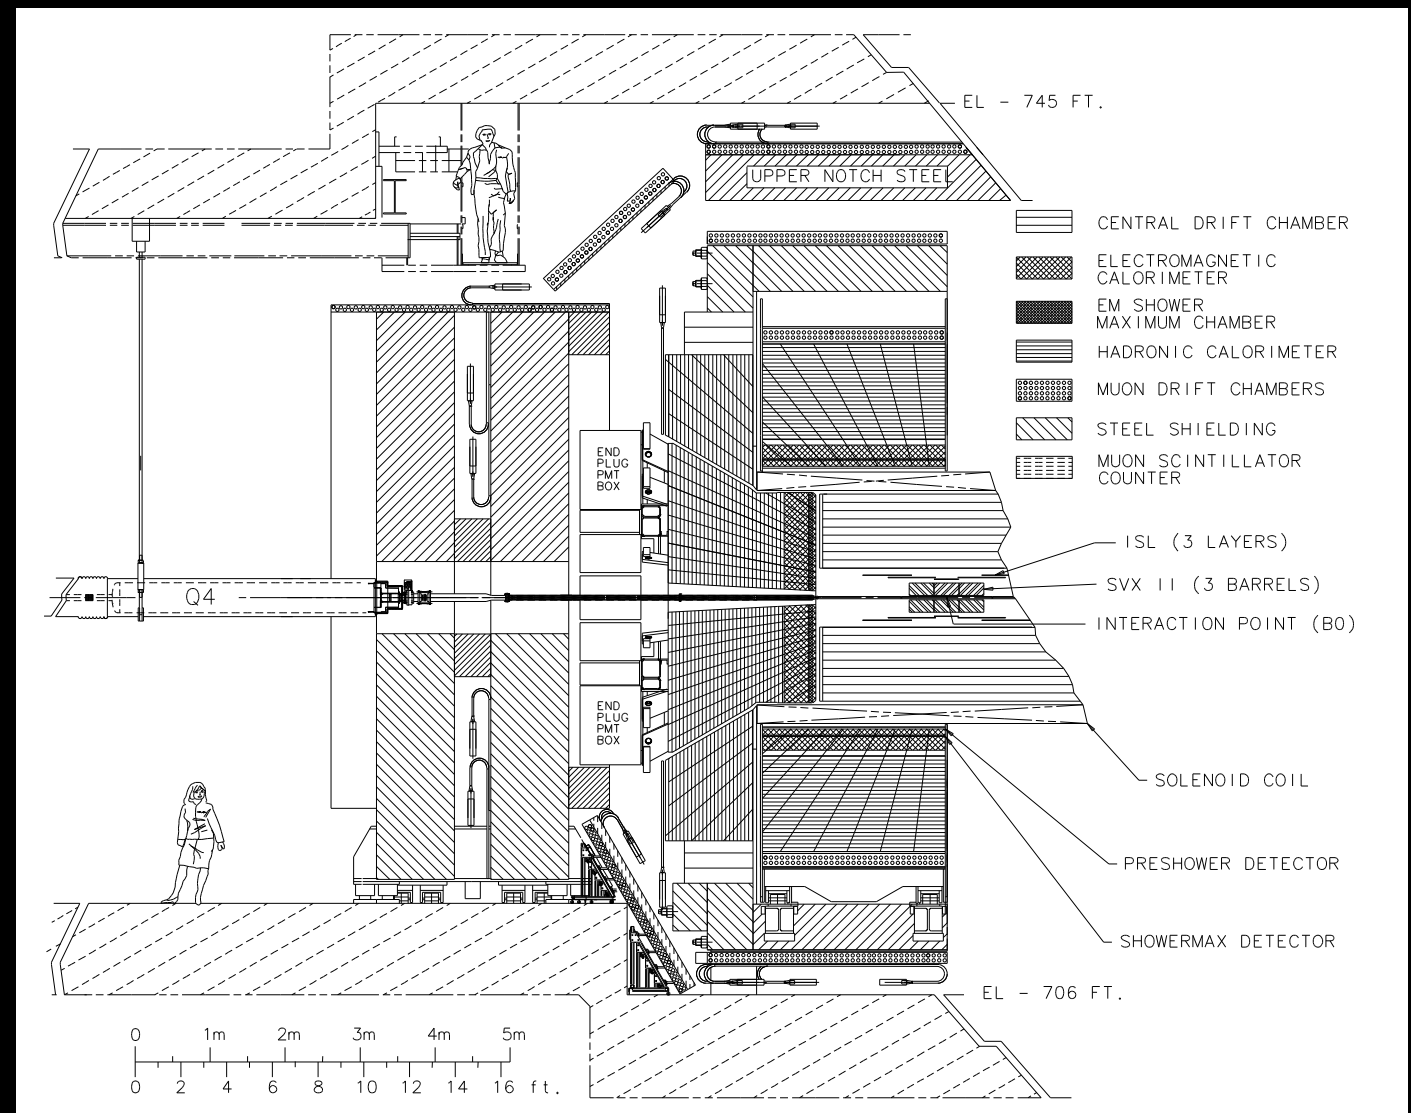 EL - 745 FT.
UPPER NOTCH STEEL
CENTRAL DRIFT CHAMBER
ELECTROMAGNETIC
CALORIMETER
EM SHOWER
MAXIMUM CHAMBER
HADRONIC CALORIMETER
MUON DRIFT CHAMBERS
STEEL SHIELDING
MUON SCINTILLATOR
COUNTER
END
PLUG
PMT
BOX
ISL (3 LAYERS)
SVX II (3 BARRELS)
Q4
INTERACTION POINT (B0)
END
PLUG
PMT
BOX
SOLENOID COIL
PRESHOWER DETECTOR
SHOWERMAX DETECTOR
EL - 706 FT.
0 1m 2m 3m 4m 5m
0 2 4 6 8 10 12 14 16 ft.